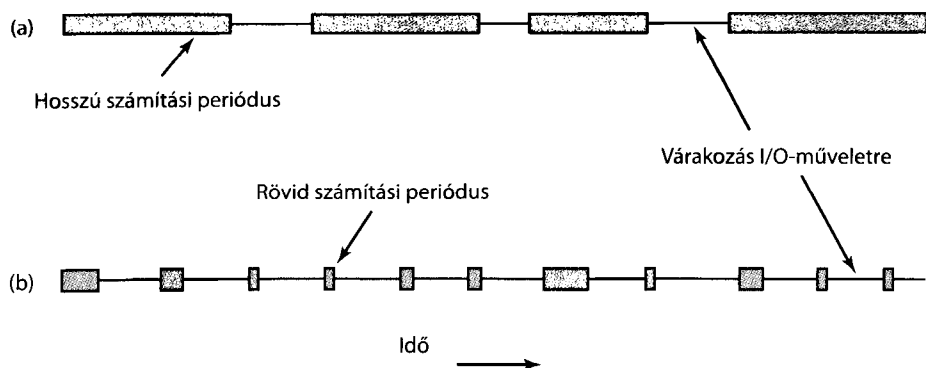 (a)
Hosszú számítási periódus
Várakozás I/O-műveletre
Rövid számítási periódus
(b)
Idő